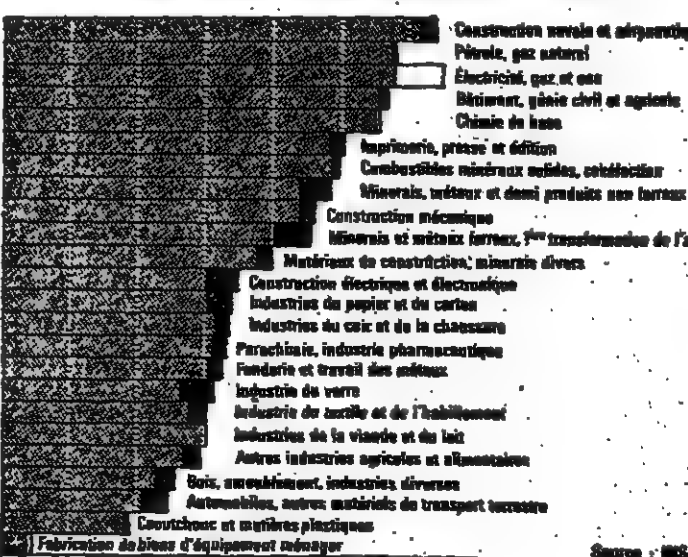 Construction navale et aéronautiq
Pétrole, gaz naturel
Électricité, gaz et eau
Bâtiment, génie civil et agricole
Chimie de base
Imprimerie, presse et édition
Combustibles minéraux solides, cokéfaction
Minerais, métaux et demi produits non ferreux
Construction mécanique
Minerais et métaux ferreux, 1ère transformation de l'a
Matériaux de construction, minerais divers
Construction électrique et électronique
Industries du papier et du carton
Industries du cuir et de la chaussure
Parachimie, industrie pharmaceutique
Fonderie et travail des métaux
Industrie du verre
Industrie du textile et de l'habillement
Industries de la viande et du lait
Autres industries agricoles et alimentaires
Bois, ameublement, industries diverses
Automobiles, autres matériels de transport terrestre
Caoutchouc et matières plastiques
Fabrication de biens d'équipement ménager
Source :